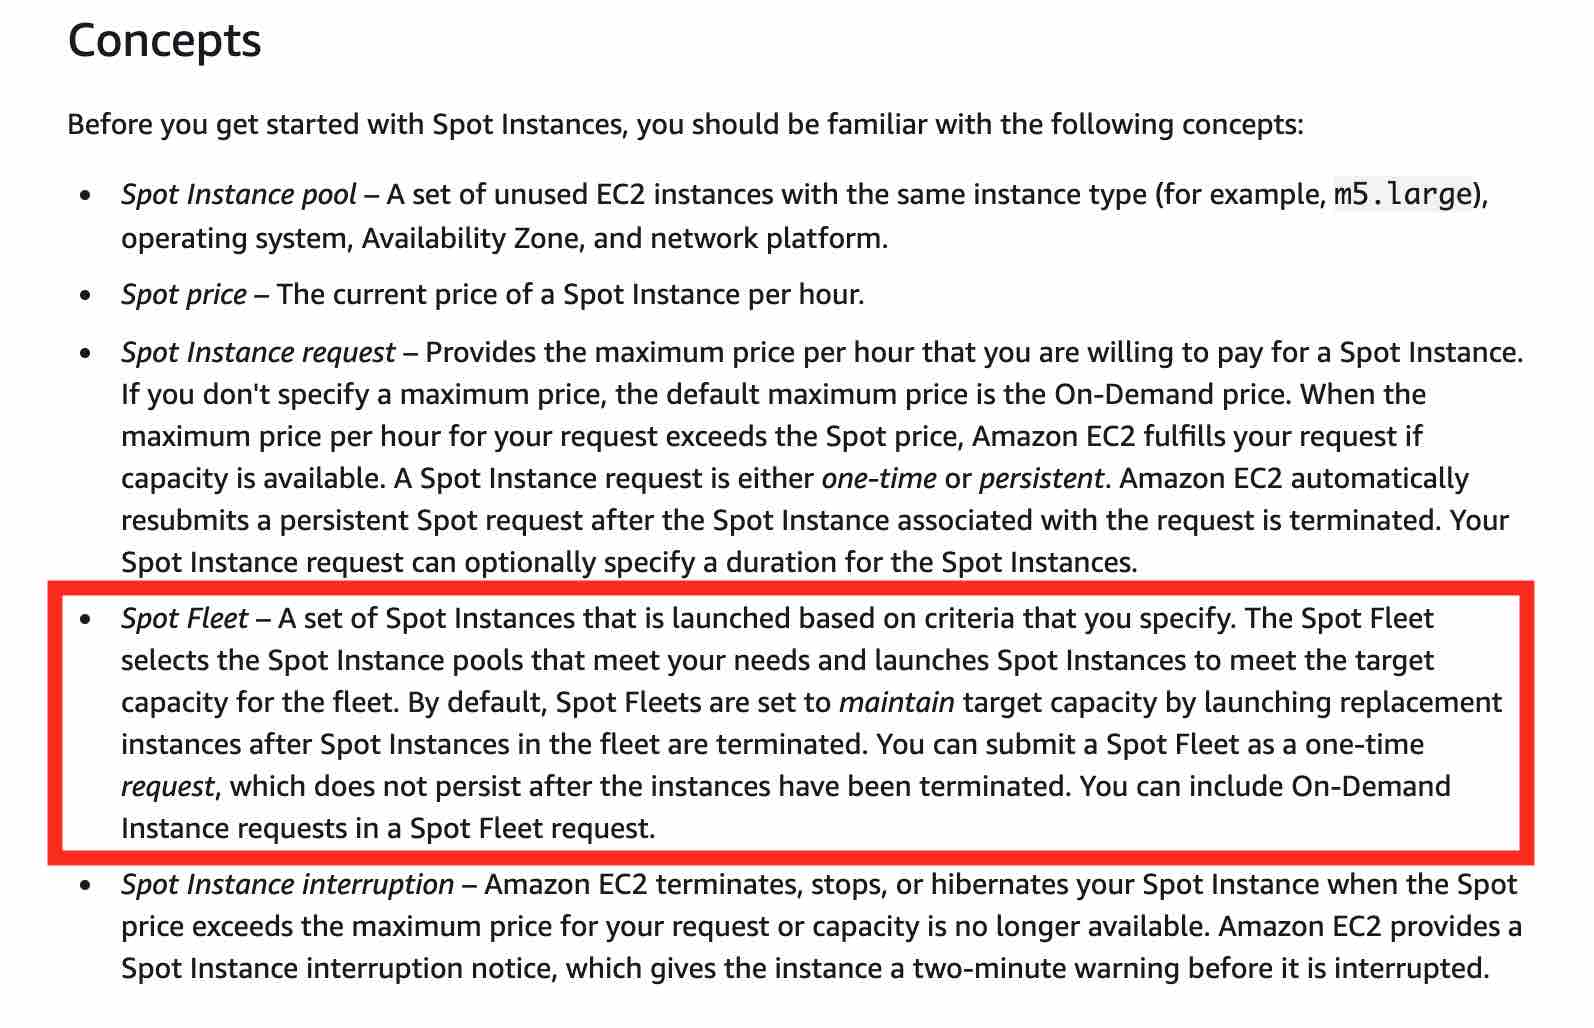 Concepts
Before you get started with Spot Instances, you should be familiar with the following concepts:
• Spot Instance pool – A set of unused EC2 instances with the same instance type (for example, m5.large),
operating system, Availability Zone, and network platform.
• Spot price – The current price of a Spot Instance per hour.
• Spot Instance request – Provides the maximum price per hour that you are willing to pay for a Spot Instance.
If you don't specify a maximum price, the default maximum price is the On-Demand price. When the
maximum price per hour for your request exceeds the Spot price, Amazon EC2 fulfills your request if
capacity is available. A Spot Instance request is either one-time or persistent. Amazon EC2 automatically
resubmits a persistent Spot request after the Spot Instance associated with the request is terminated. Your
Spot Instance request can optionally specify a duration for the Spot Instances.
• Spot Fleet – A set of Spot Instances that is launched based on criteria that you specify. The Spot Fleet
selects the Spot Instance pools that meet your needs and launches Spot Instances to meet the target
capacity for the fleet. By default, Spot Fleets are set to maintain target capacity by launching replacement
instances after Spot Instances in the fleet are terminated. You can submit a Spot Fleet as a one-time
request, which does not persist after the instances have been terminated. You can include On-Demand
Instance requests in a Spot Fleet request.
• Spot Instance interruption – Amazon EC2 terminates, stops, or hibernates your Spot Instance when the Spot
price exceeds the maximum price for your request or capacity is no longer available. Amazon EC2 provides a
Spot Instance interruption notice, which gives the instance a two-minute warning before it is interrupted.